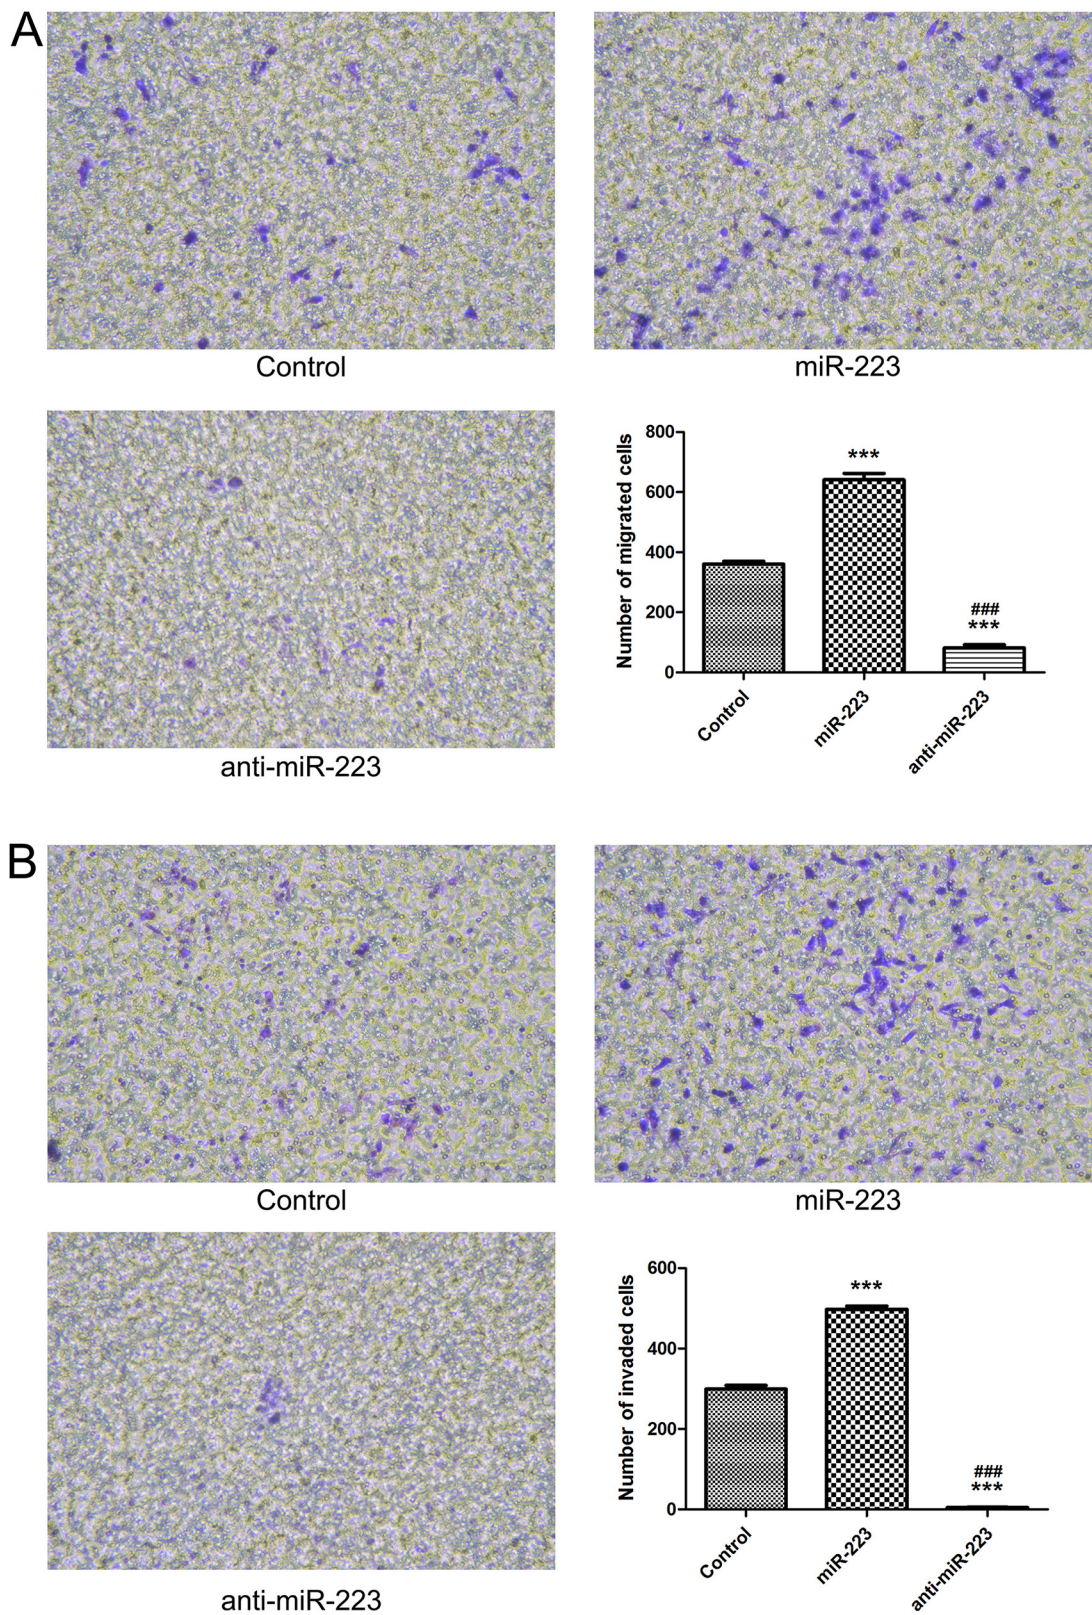 A
Control
miR-223
anti-miR-223
Number of migrated cells
800
600
400
200
0
***
###
***
Control
miR-223
anti-miR-223
B
Control
miR-223
anti-miR-223
Number of invaded cells
600
400
200
0
***
###
***
Control
miR-223
anti-miR-223